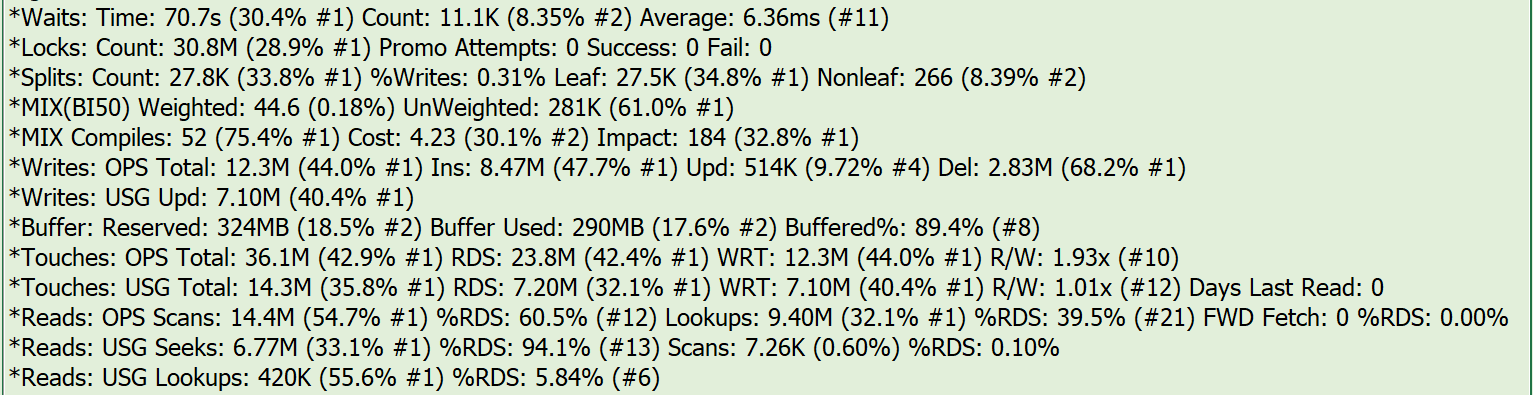 *Waits: Time: 70.7s (30.4% #1) Count: 11.1K (8.35% #2) Average: 6.36ms (#11)
*Locks: Count: 30.8M (28.9% #1) Promo Attempts: 0 Success: 0 Fail: 0
*Splits: Count: 27.8K (33.8% #1) %Writes: 0.31% Leaf: 27.5K (34.8% #1) Nonleaf: 266 (8.39% #2)
*MIX(BI50) Weighted: 44.6 (0.18%) UnWeighted: 281K (61.0% #1)
*MIX Compiles: 52 (75.4% #1) Cost: 4.23 (30.1% #2) Impact: 184 (32.8% #1)
*Writes: OPS Total: 12.3M (44.0% #1) Ins: 8.47M (47.7% #1) Upd: 514K (9.72% #4) Del: 2.83M (68.2% #1)
*Writes: USG Upd: 7.10M (40.4% #1)
*Buffer: Reserved: 324MB (18.5% #2) Buffer Used: 290MB (17.6% #2) Buffered%: 89.4% (#8)
*Touches: OPS Total: 36.1M (42.9% #1) RDS: 23.8M (42.4% #1) WRT: 12.3M (44.0% #1) R/W: 1.93x (#10)
*Touches: USG Total: 14.3M (35.8% #1) RDS: 7.20M (32.1% #1) WRT: 7.10M (40.4% #1) R/W: 1.01x (#12) Days Last Read: 0
*Reads: OPS Scans: 14.4M (54.7% #1) %RDS: 60.5% (#12) Lookups: 9.40M (32.1% #1) %RDS: 39.5% (#21) FWD Fetch: 0 %RDS: 0.00%
*Reads: USG Seeks: 6.77M (33.1% #1) %RDS: 94.1% (#13) Scans: 7.26K (0.60%) %RDS: 0.10%
*Reads: USG Lookups: 420K (55.6% #1) %RDS: 5.84% (#6)